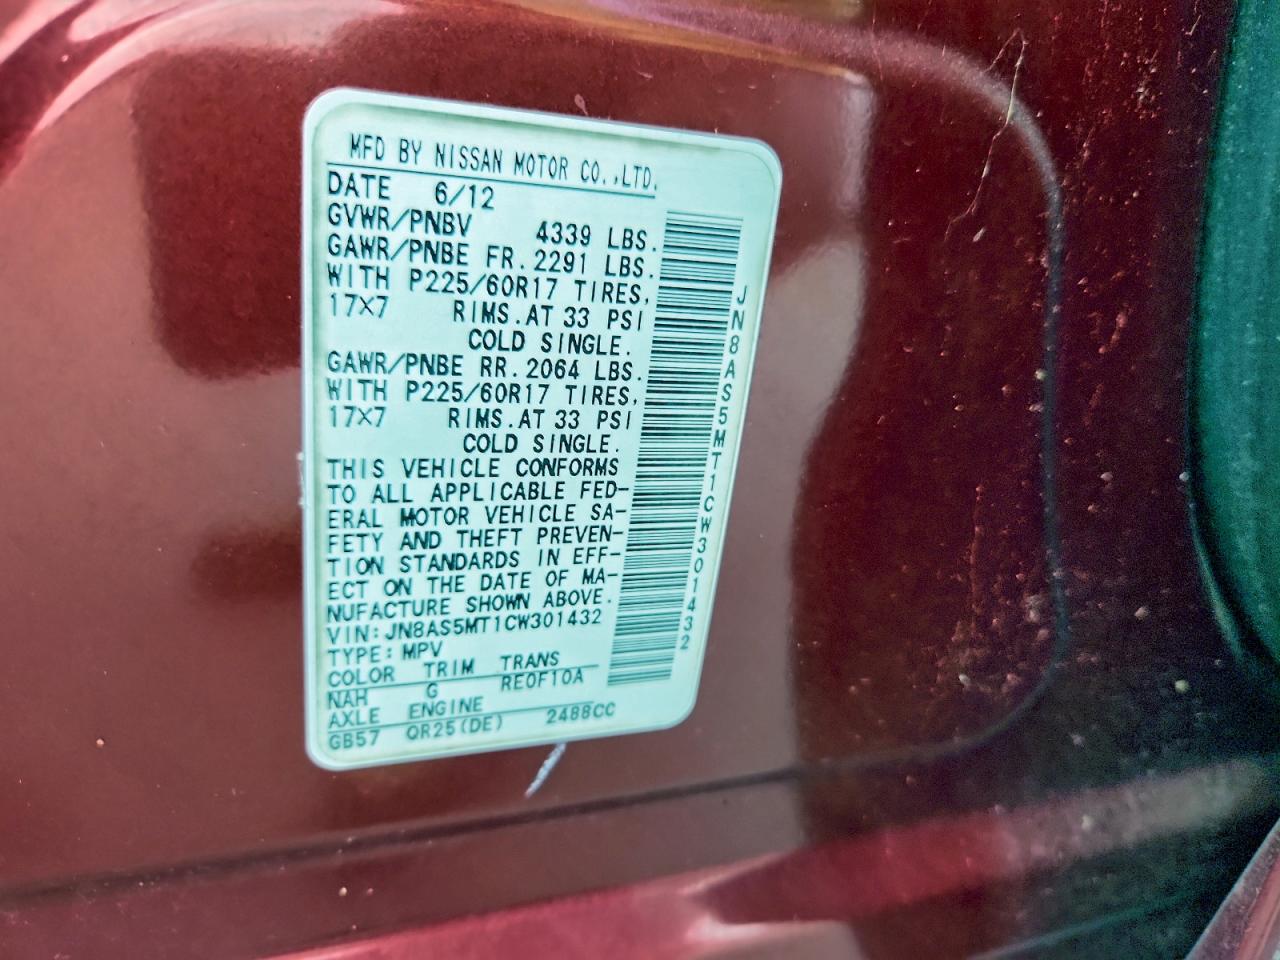 MFD BY NISSAN MOTOR CO.,LTD.
DATE 6/12
GVWR/PNBV 4339 LBS.
GAWR/PNBE FR. 2291 LBS.
WITH P225/60R17 TIRES,
17×7 RIMS.AT 33 PSI
COLD SINGLE.
GAWR/PNBE RR. 2064 LBS.
WITH P225/60R17 TIRES,
17×7 RIMS.AT 33 PSI
COLD SINGLE.
THIS VEHICLE CONFORMS
TO ALL APPLICABLE FED-
ERAL MOTOR VEHICLE SA-
FETY AND THEFT PREVEN-
TION STANDARDS IN EFF-
ECT ON THE DATE OF MA-
NUFACTURE SHOWN ABOVE.
VIN: JN8AS5MT1CW301432
TYPE: MPV
COLOR TRIM TRANS
NAH G RE0F10A
AXLE ENGINE
GB57 QR25(DE) 2488CC
JN8AS5MT1CW301432